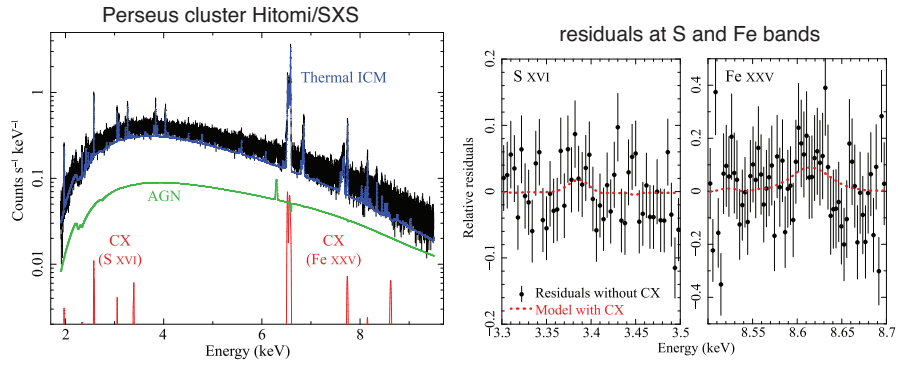 Perseus cluster Hitomi/SXS
Thermal ICM
AGN
CX
(S XVI)
CX
(Fe XXV)
Counts s⁻¹ keV⁻¹
1
0.1
0.01
2 4 6 8
Energy (keV)
residuals at S and Fe bands
S XVI
Relative residuals
0.2
0.1
0
−0.1
−0.2
Residuals without CX
Model with CX
3.3 3.35 3.4 3.45 3.5
Fe XXV
0.4
0.2
0
−0.2
−0.4
8.55 8.6 8.65 8.7
Energy (keV)